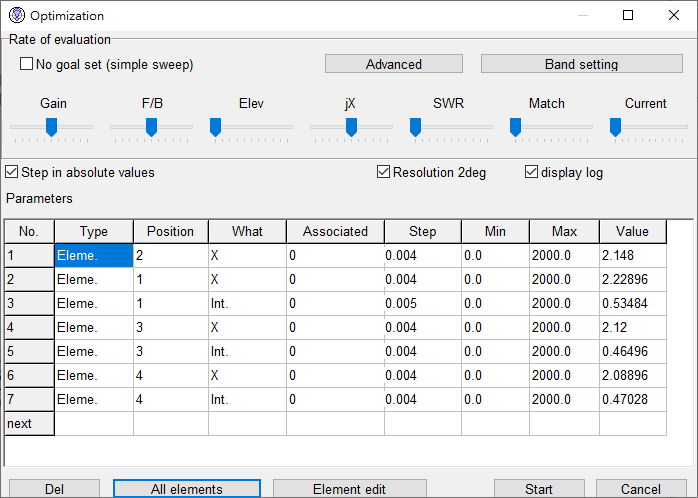 Optimization
Rate of evaluation
No goal set (simple sweep)
Advanced
Band setting
Gain F/B Elev jX SWR Match Current
Step in absolute values
Resolution 2deg
display log
Parameters
No. Type Position What Associated Step Min Max Value
1 Eleme. 2 X 0 0.004 0.0 2000.0 2.148
2 Eleme. 1 X 0 0.004 0.0 2000.0 2.22896
3 Eleme. 1 Int. 0 0.005 0.0 2000.0 0.53484
4 Eleme. 3 X 0 0.004 0.0 2000.0 2.12
5 Eleme. 3 Int. 0 0.004 0.0 2000.0 0.46496
6 Eleme. 4 X 0 0.004 0.0 2000.0 2.08896
7 Eleme. 4 Int. 0 0.004 0.0 2000.0 0.47028
next
Del All elements Element edit Start Cancel